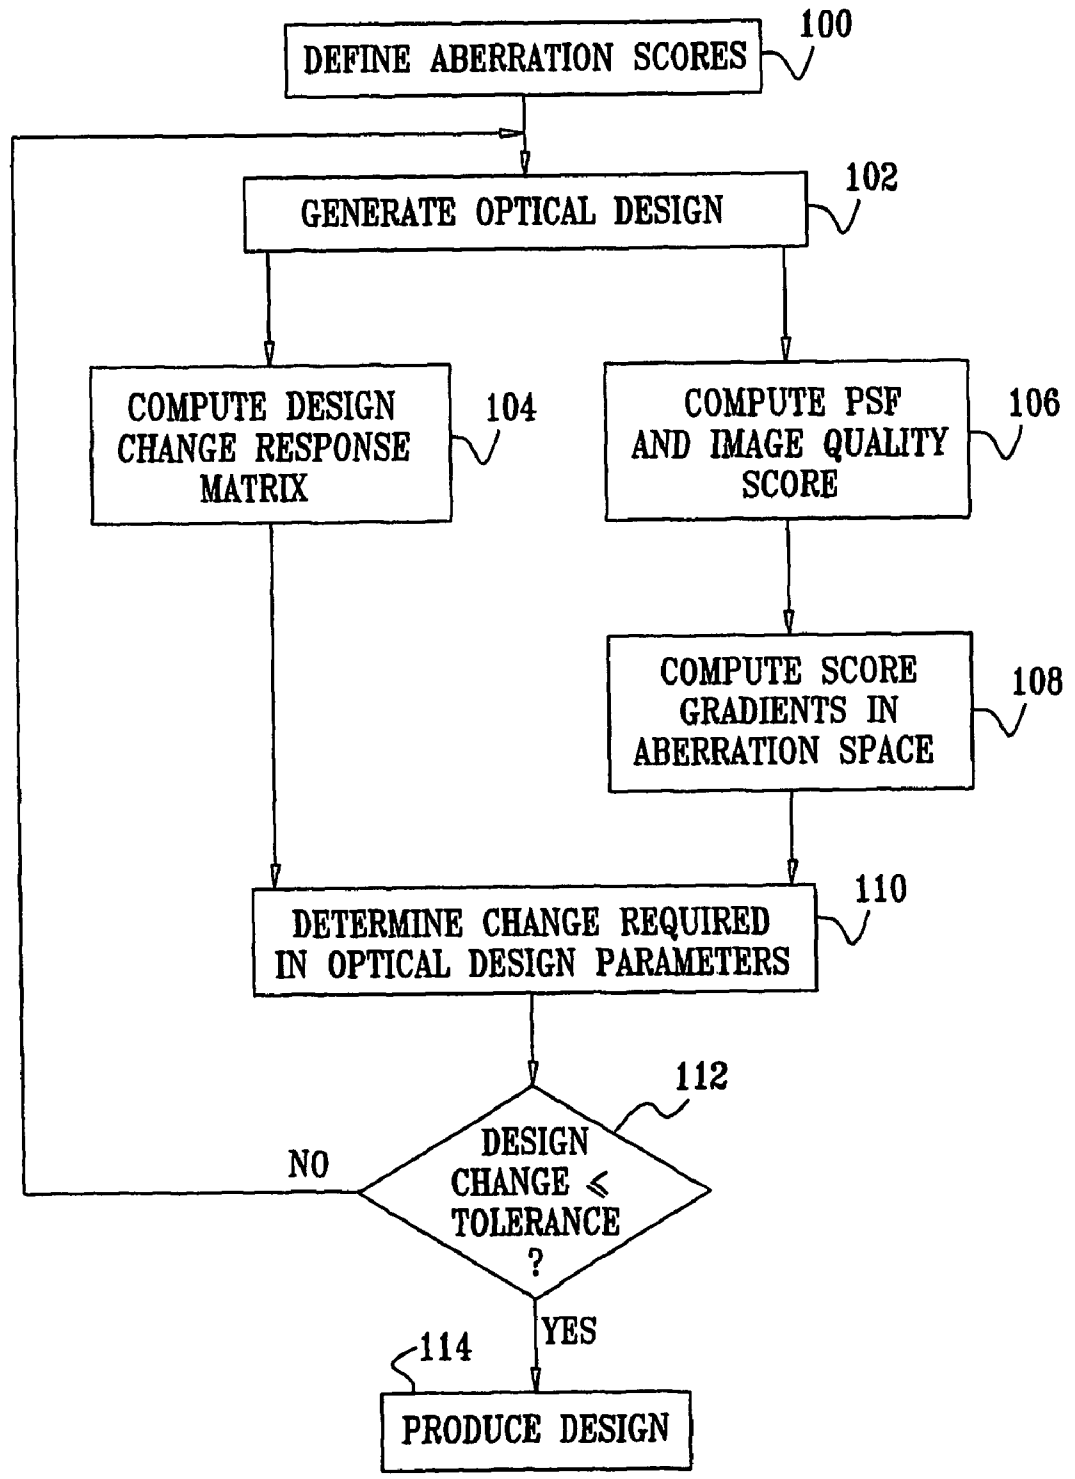 100
DEFINE ABERRATION SCORES
102
GENERATE OPTICAL DESIGN
104
COMPUTE DESIGN
CHANGE RESPONSE
MATRIX
106
COMPUTE PSF
AND IMAGE QUALITY
SCORE
108
COMPUTE SCORE
GRADIENTS IN
ABERRATION SPACE
110
DETERMINE CHANGE REQUIRED
IN OPTICAL DESIGN PARAMETERS
112
DESIGN
CHANGE ⩽
TOLERANCE
?
NO
YES
114
PRODUCE DESIGN